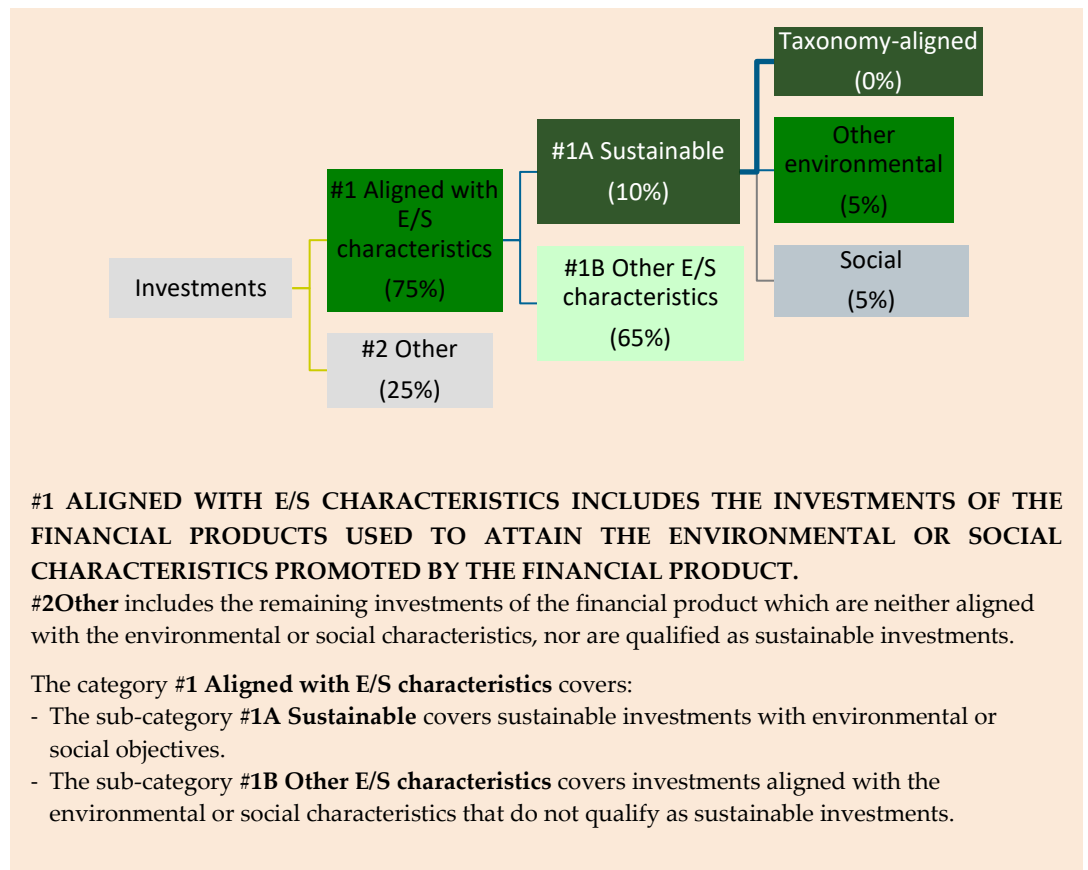 Taxonomy-aligned
(0%)
Other
environmental
(5%)
Social
(5%)
#1A Sustainable
(10%)
#1B Other E/S
characteristics
(65%)
#1 Aligned with
E/S
characteristics
(75%)
#2 Other
(25%)
Investments
#1 ALIGNED WITH E/S CHARACTERISTICS INCLUDES THE INVESTMENTS OF THE
FINANCIAL PRODUCTS USED TO ATTAIN THE ENVIRONMENTAL OR SOCIAL
CHARACTERISTICS PROMOTED BY THE FINANCIAL PRODUCT.
#2Other includes the remaining investments of the financial product which are neither aligned
with the environmental or social characteristics, nor are qualified as sustainable investments.
The category #1 Aligned with E/S characteristics covers:
- The sub-category #1A Sustainable covers sustainable investments with environmental or
social objectives.
- The sub-category #1B Other E/S characteristics covers investments aligned with the
environmental or social characteristics that do not qualify as sustainable investments.